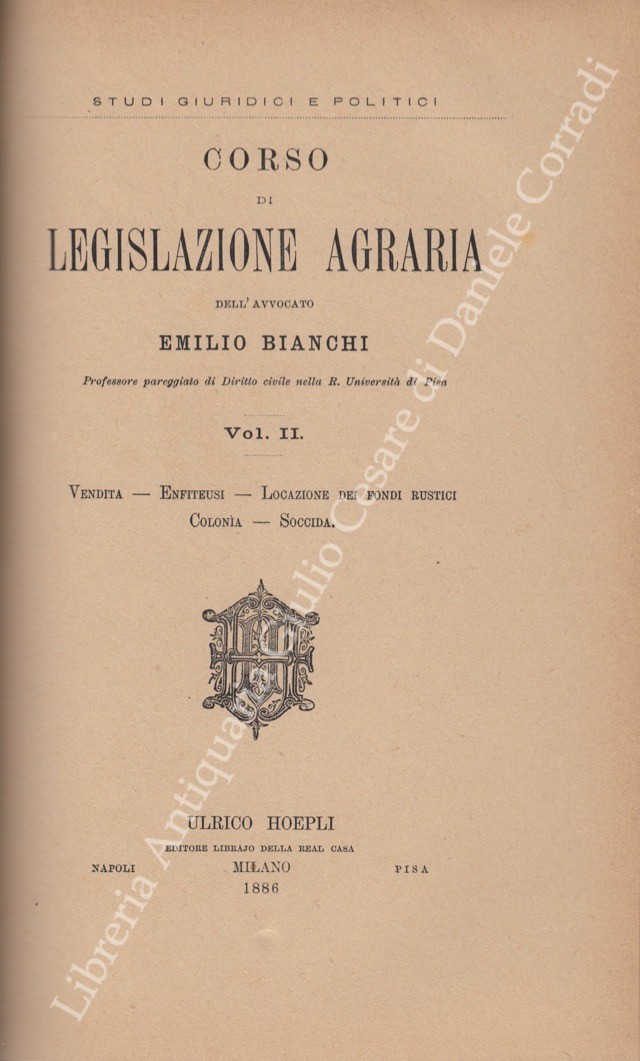 STUDI GIURIDICI E POLITICI
CORSO
DI
LEGISLAZIONE AGRARIA
DELL' AVVOCATO
EMILIO BIANCHI
Professore pareggiato di Diritto civile nella R. Università di Pisa
Vol. II.
VENDITA — ENFITEUSI — LOCAZIONE DEI FONDI RUSTICI
COLONÌA — SOCCIDA.
ULRICO HOEPLI
EDITORE LIBRAJO DELLA REAL CASA
NAPOLI MILANO PISA
1886
Libreria Antiquaria Giulio Cesare di Daniele Corradi